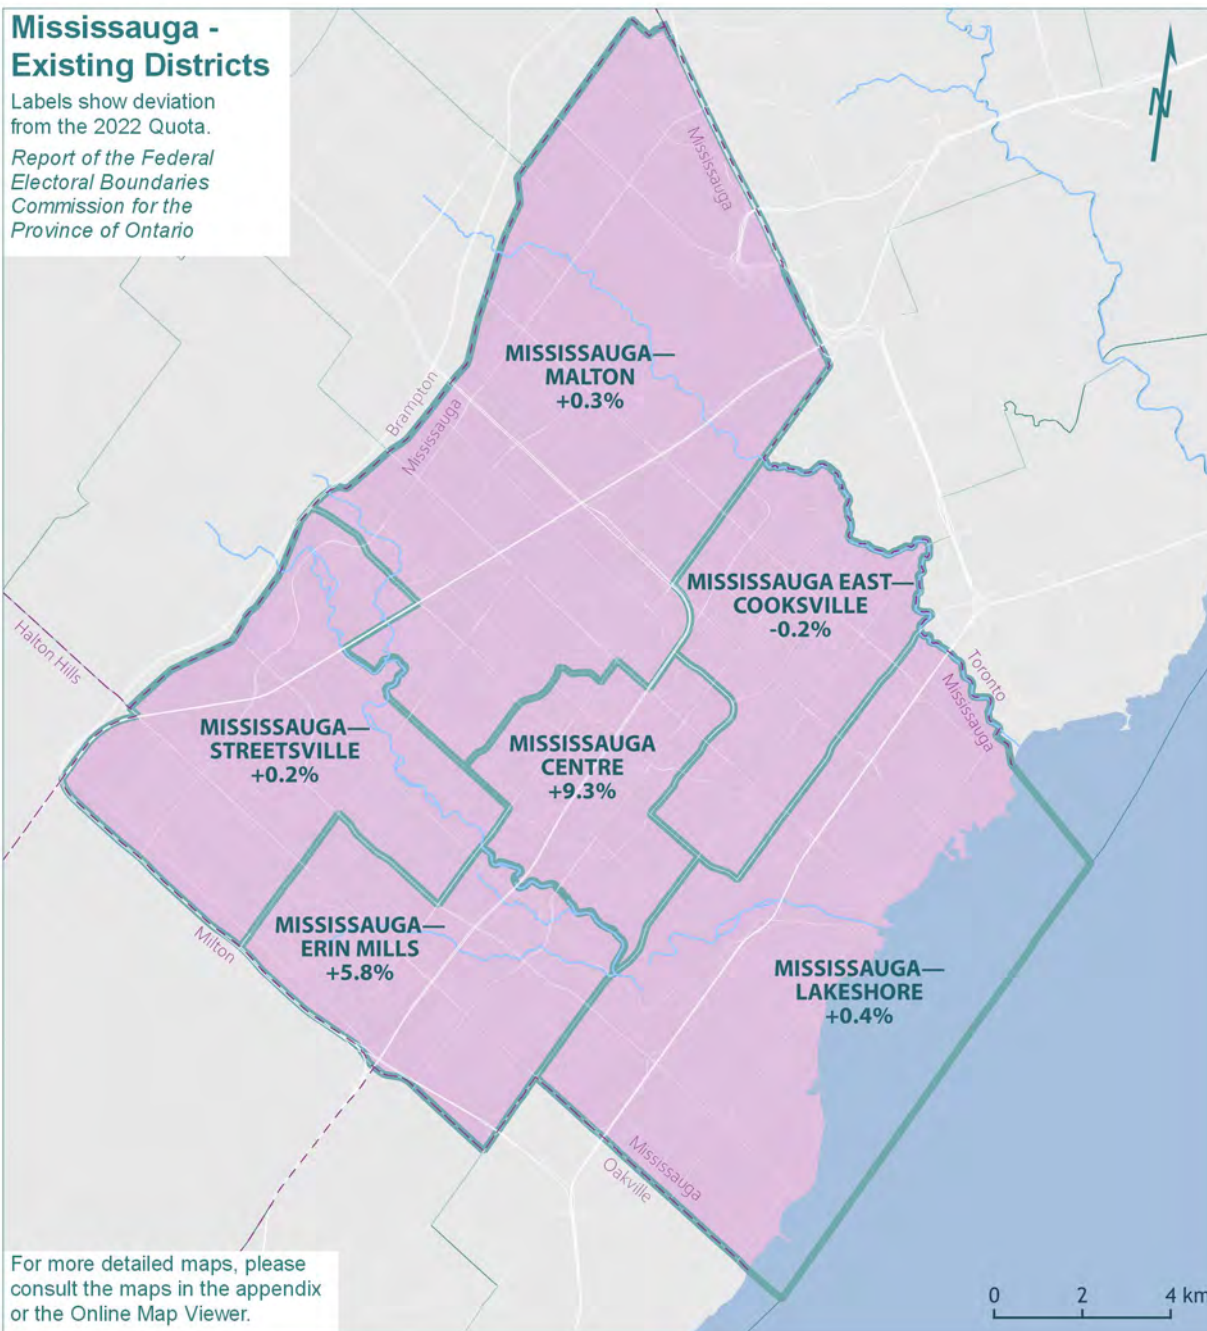 Mississauga -
Existing Districts
Labels show deviation
from the 2022 Quota.
Report of the Federal
Electoral Boundaries
Commission for the
Province of Ontario
N
Mississauga
MISSISSAUGA—
MALTON
+0.3%
Brampton
Mississauga
MISSISSAUGA EAST—
COOKSVILLE
-0.2%
Halton Hills
Toronto
Mississauga
MISSISSAUGA—
STREETSVILLE
+0.2%
MISSISSAUGA
CENTRE
+9.3%
MISSISSAUGA—
ERIN MILLS
+5.8%
Milton
MISSISSAUGA—
LAKESHORE
+0.4%
Mississauga
Oakville
For more detailed maps, please
consult the maps in the appendix
or the Online Map Viewer.
0 2 4 km